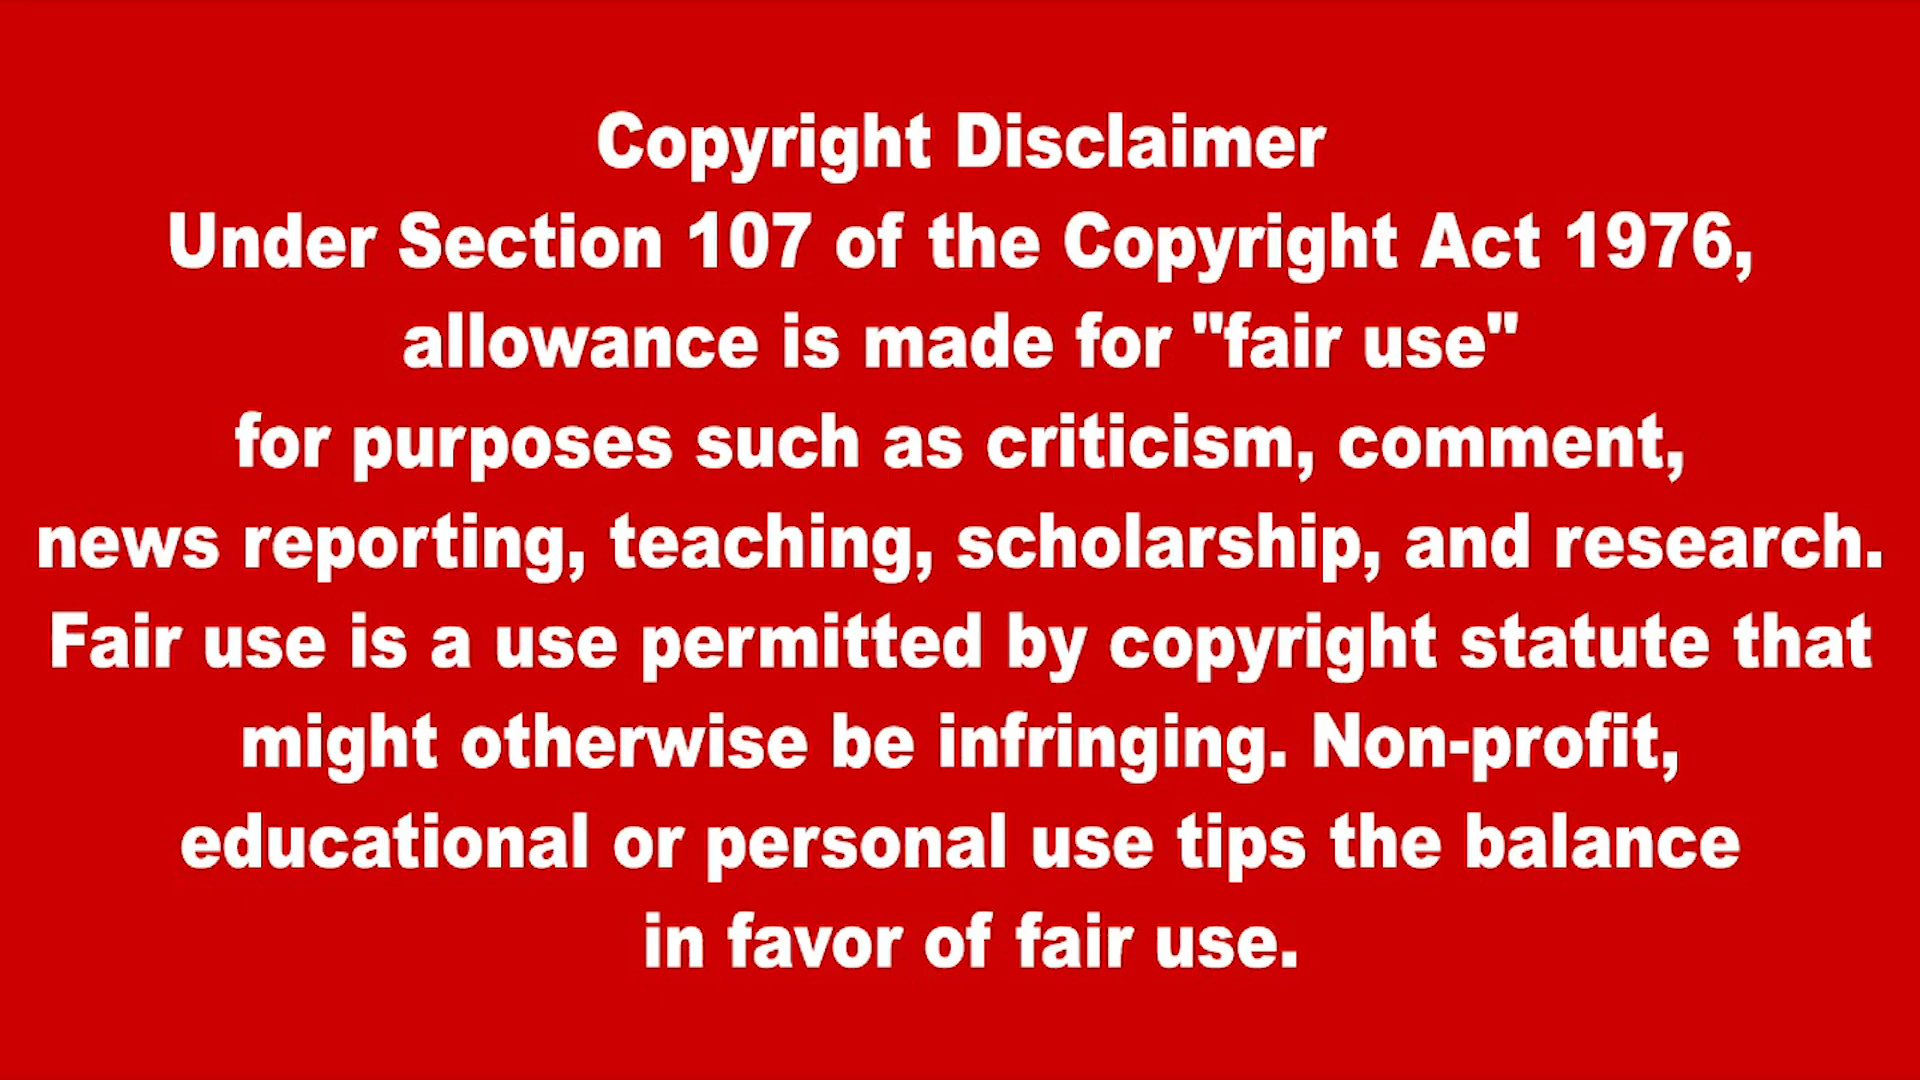 Copyright Disclaimer
Under Section 107 of the Copyright Act 1976,
allowance is made for "fair use"
for purposes such as criticism, comment,
news reporting, teaching, scholarship, and research.
Fair use is a use permitted by copyright statute that
might otherwise be infringing. Non-profit,
educational or personal use tips the balance
in favor of fair use.